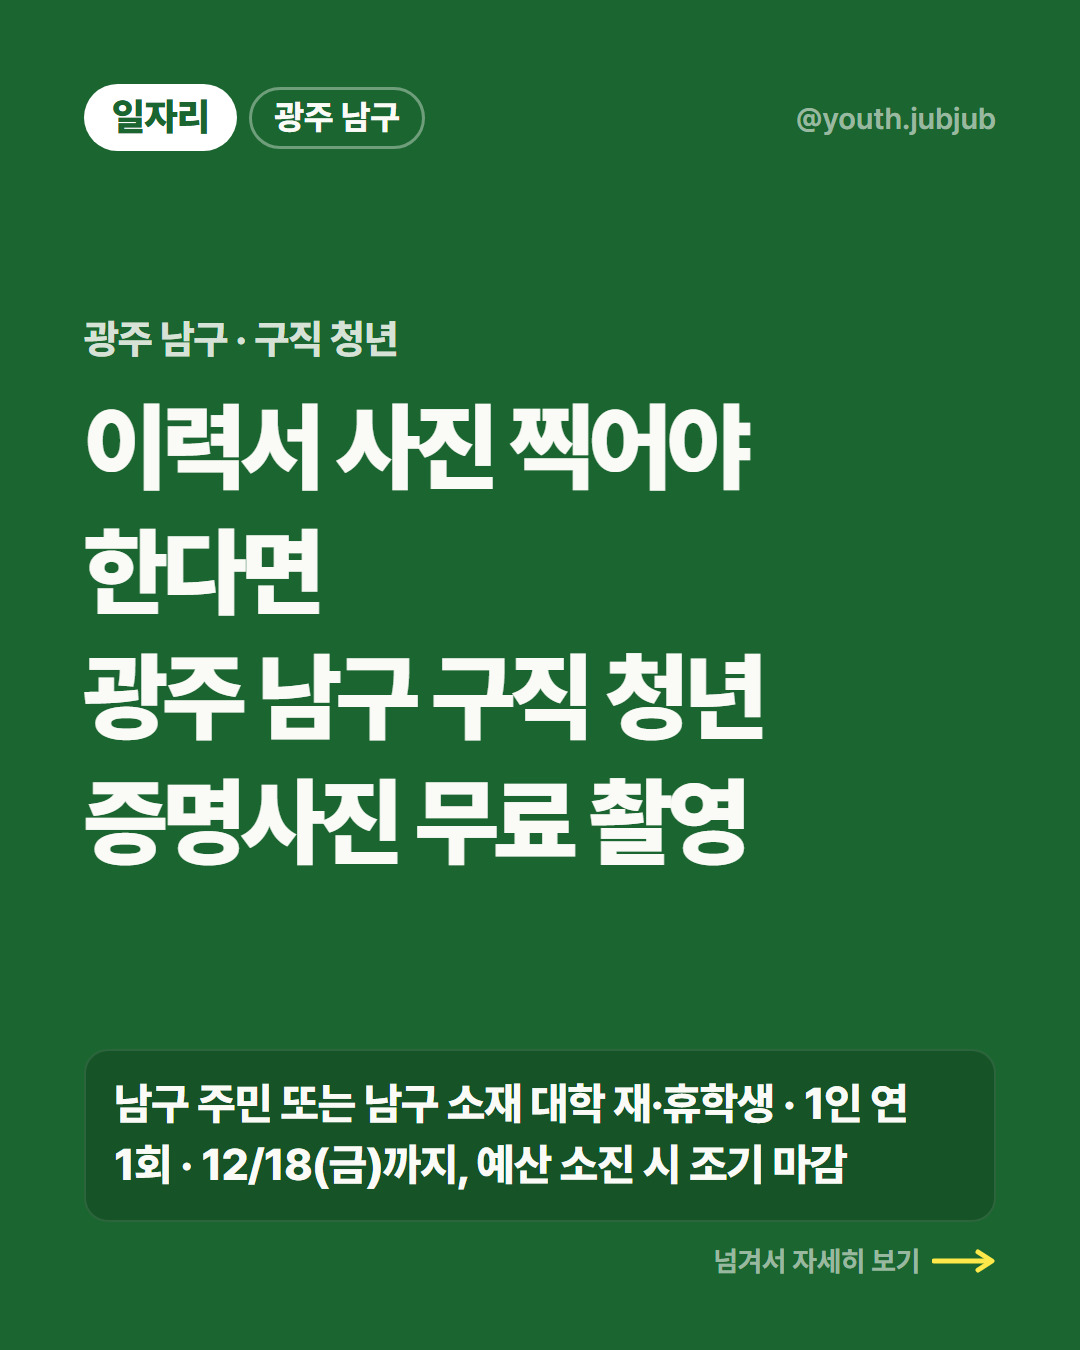 일자리
광주 남구
@youth.jubjub
광주 남구 · 구직 청년
이력서 사진 찍어야
한다면
광주 남구 구직 청년
증명사진 무료 촬영
남구 주민 또는 남구 소재 대학 재·휴학생 · 1인 연
1회 · 12/18(금)까지, 예산 소진 시 조기 마감
넘겨서 자세히 보기